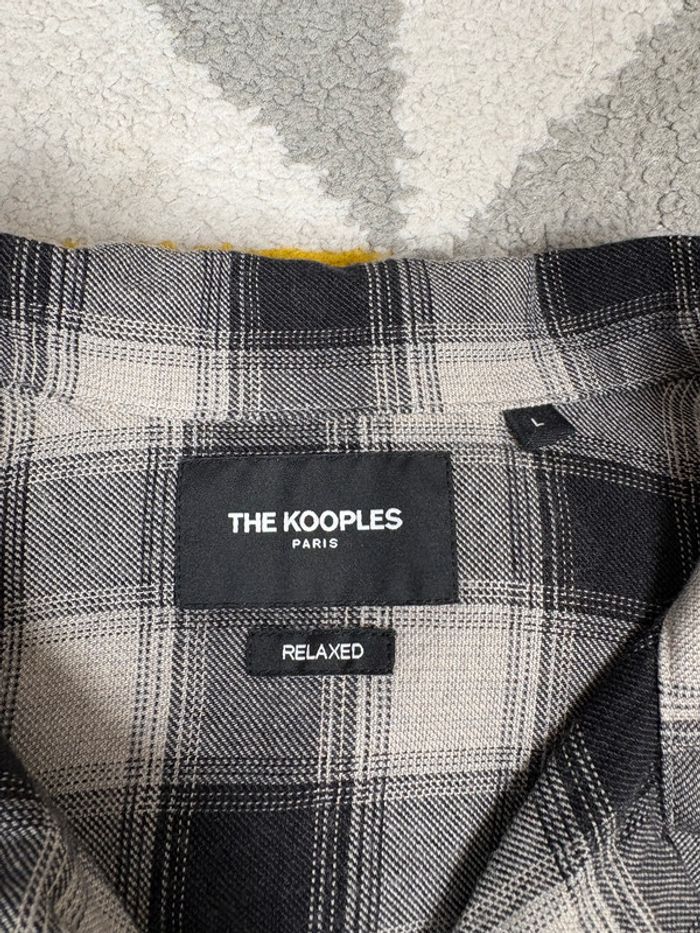 L
THE KOOPLES
PARIS
RELAXED